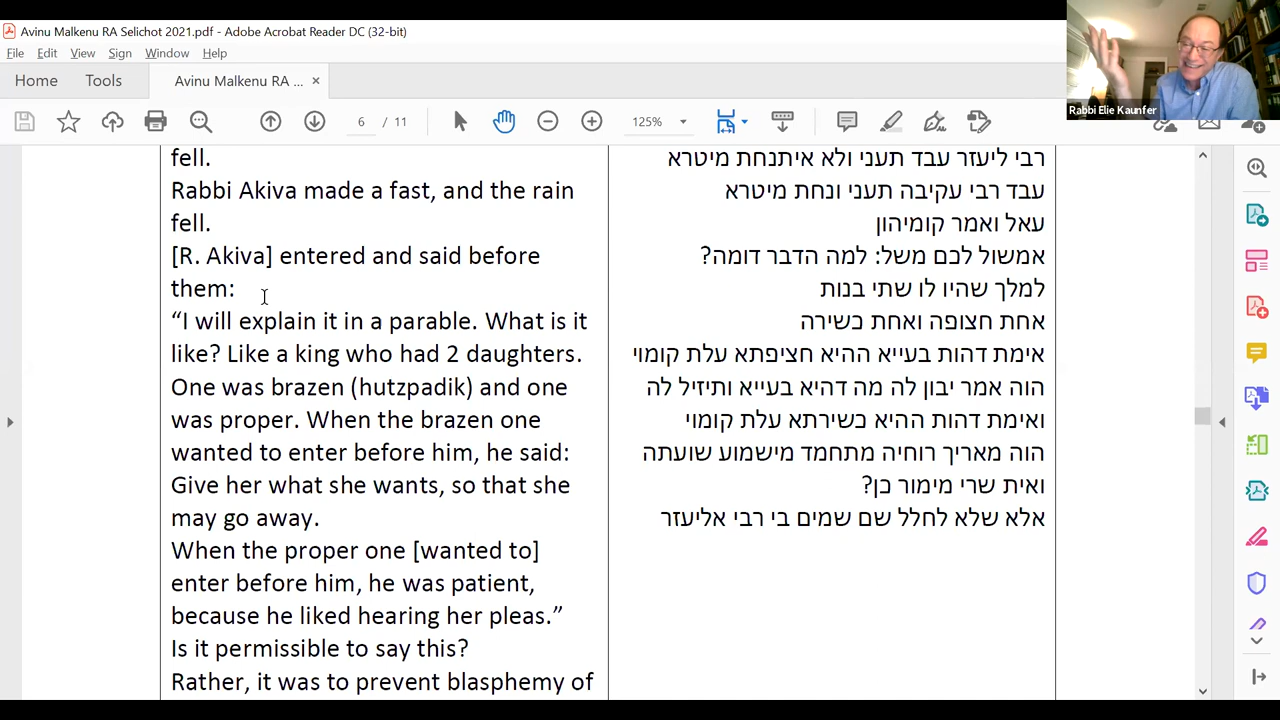 Avinu Malkenu RA Selichot 2021.pdf - Adobe Acrobat Reader DC (32-bit)
File Edit View Sign Window Help
Home Tools Avinu Malkenu RA ... ×
6 / 11 125%
Rabbi Elie Kaunfer
fell.
Rabbi Akiva made a fast, and the rain
fell.
[R. Akiva] entered and said before
them:
“I will explain it in a parable. What is it
like? Like a king who had 2 daughters.
One was brazen (hutzpadik) and one
was proper. When the brazen one
wanted to enter before him, he said:
Give her what she wants, so that she
may go away.
When the proper one [wanted to]
enter before him, he was patient,
because he liked hearing her pleas.”
Is it permissible to say this?
Rather, it was to prevent blasphemy of
רבי ליעזר עבד תעני ולא איתנחת מיטרא
עבד רבי עקיבה תעני ונחת מיטרא
עאל ואמר קומיהון
אמשול לכם משל: למה הדבר דומה?
למלך שהיו לו שתי בנות
אחת חצופה ואחת כשירה
אימת דהות בעייא ההיא חציפתא עלת קומוי
הוה אמר יבון לה מה דהיא בעייא ותיזיל לה
ואימת דהות ההיא כשירתא עלת קומוי
הוה מאריך רוחיה מתחמד מישמוע שועתה
ואית שרי מימור כן?
אלא שלא לחלל שם שמים בי רבי אליעזר